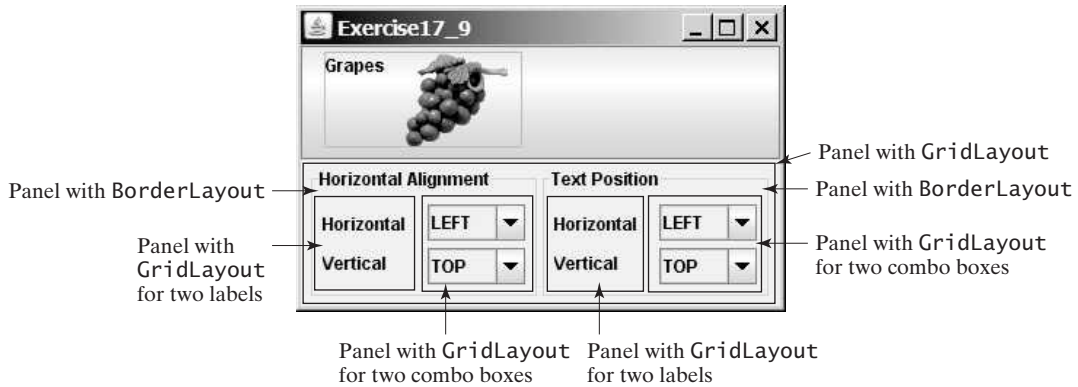 Exercise17_9
Grapes
Panel with GridLayout
Horizontal Alignment
Text Position
Panel with BorderLayout
Panel with BorderLayout
Horizontal
LEFT
Horizontal
LEFT
Panel with
GridLayout
for two labels
Panel with GridLayout
for two combo boxes
Vertical
TOP
Vertical
TOP
Panel with GridLayout
for two combo boxes
Panel with GridLayout
for two labels